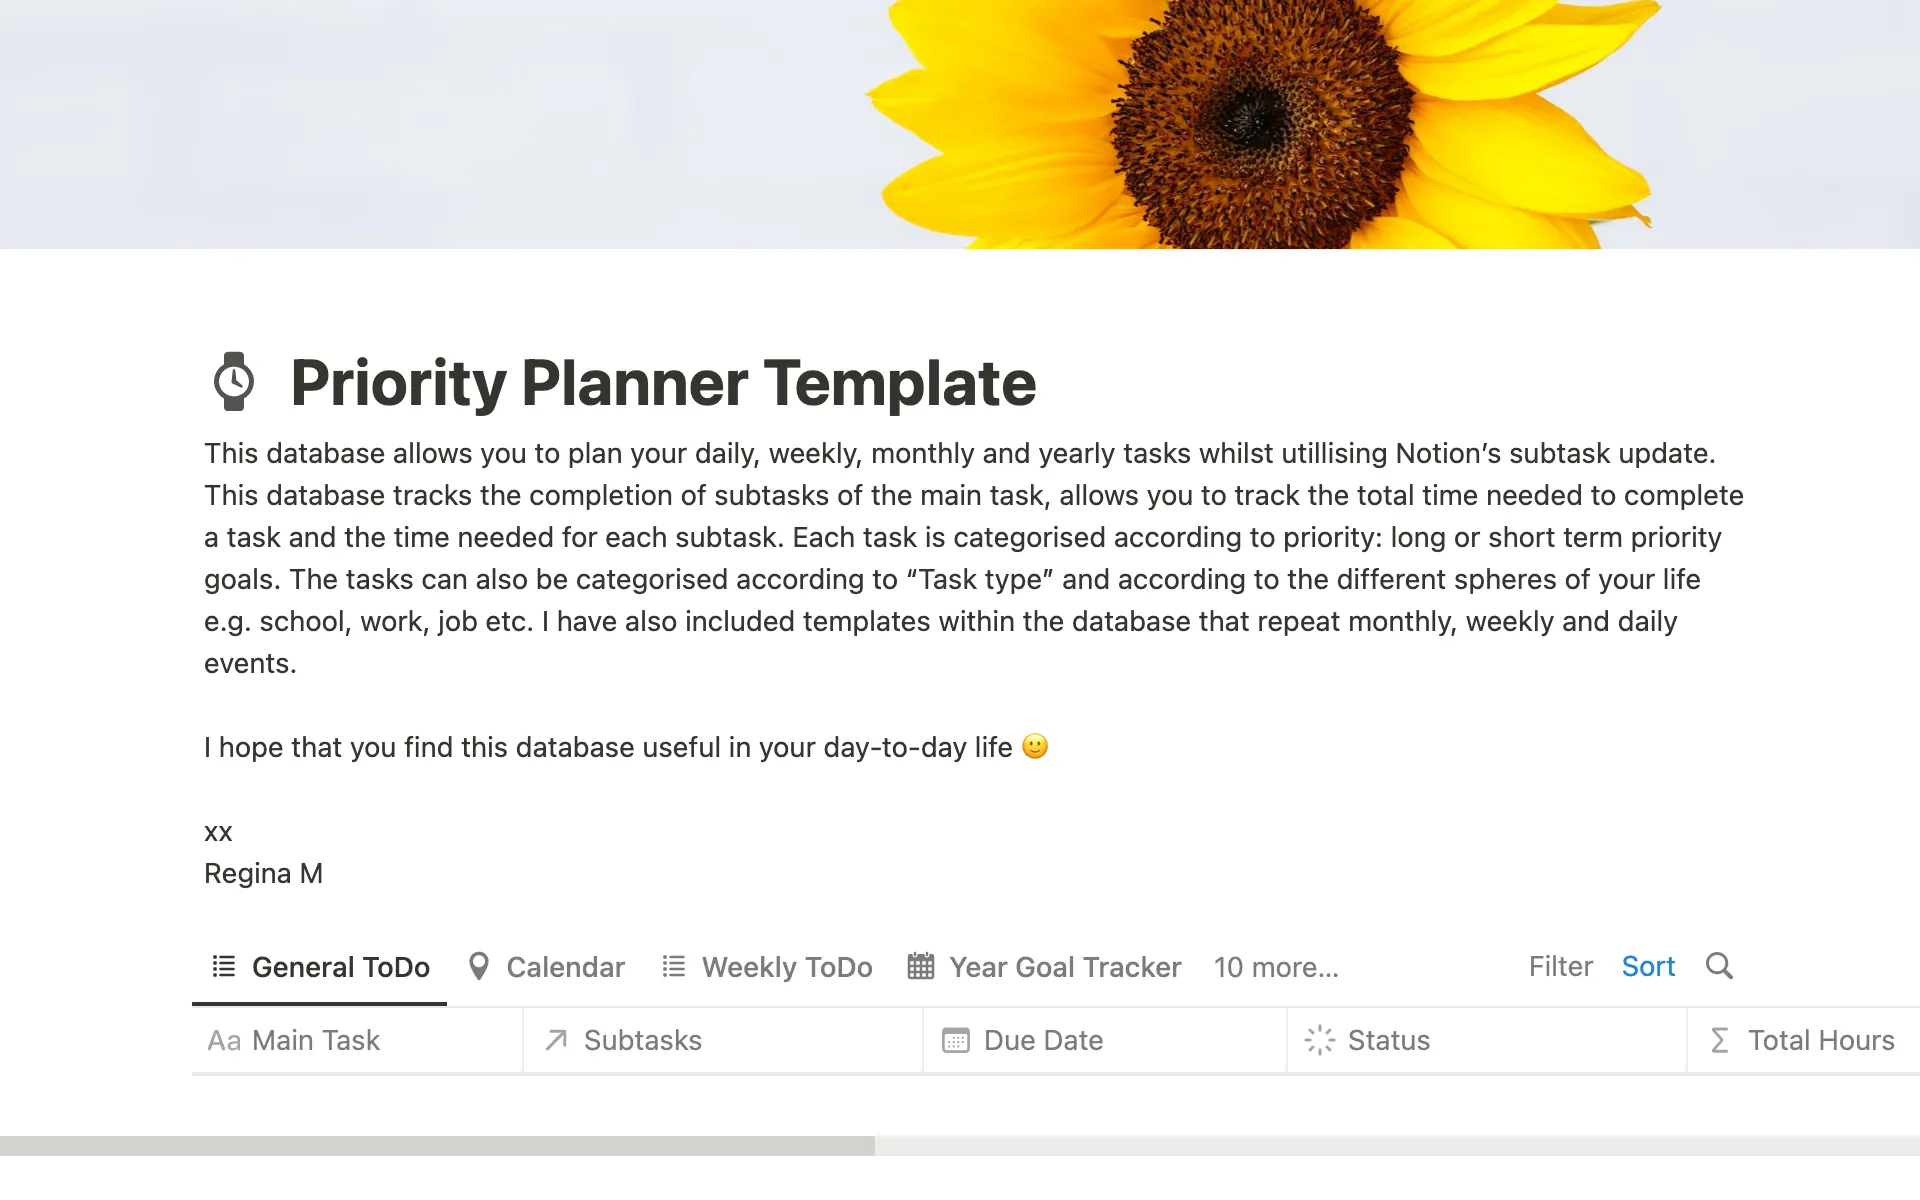 Priority Planner Template
This database allows you to plan your daily, weekly, monthly and yearly tasks whilst utillising Notion’s subtask update.
This database tracks the completion of subtasks of the main task, allows you to track the total time needed to complete
a task and the time needed for each subtask. Each task is categorised according to priority: long or short term priority
goals. The tasks can also be categorised according to “Task type” and according to the different spheres of your life
e.g. school, work, job etc. I have also included templates within the database that repeat monthly, weekly and daily
events.
I hope that you find this database useful in your day-to-day life 🙂
xx
Regina M
General ToDo Calendar Weekly ToDo Year Goal Tracker 10 more... Filter Sort
Aa Main Task Subtasks Due Date Status Σ Total Hours